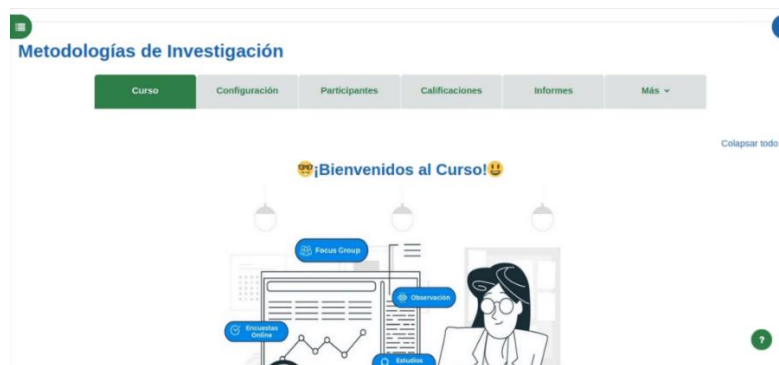 Metodologías de Investigación
Curso Configuración Participantes Calificaciones Informes Más
Colapsar todo
🤓¡Bienvenidos al Curso!😃
Focus Group
Observación
Encuestas
Online
Estudios
?